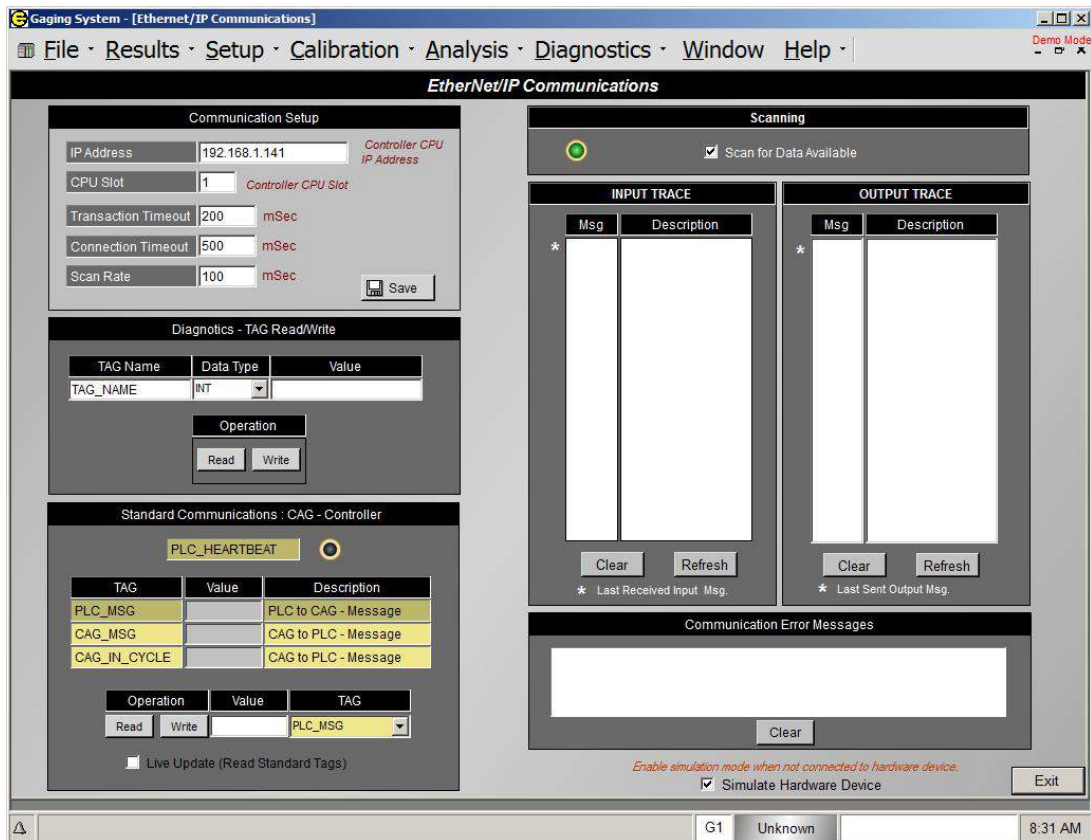 Gaging System - [Ethernet/IP Communications]
File Results Setup Calibration Analysis Diagnostics Window Help
Demo Mode
EtherNet/IP Communications
Communication Setup
IP Address 192.168.1.141 Controller CPU IP Address
CPU Slot 1 Controller CPU Slot
Transaction Timeout 200 mSec
Connection Timeout 500 mSec
Scan Rate 100 mSec
Save
Diagnotics - TAG Read/Write
TAG Name Data Type Value
TAG_NAME INT
Operation
Read Write
Standard Communications : CAG - Controller
PLC_HEARTBEAT
TAG Value Description
PLC_MSG PLC to CAG - Message
CAG_MSG CAG to PLC - Message
CAG_IN_CYCLE CAG to PLC - Message
Operation Value TAG
Read Write PLC_MSG
Live Update (Read Standard Tags)
Scanning
Scan for Data Available
INPUT TRACE
Msg Description
*
Clear Refresh
* Last Received Input Msg.
OUTPUT TRACE
Msg Description
*
Clear Refresh
* Last Sent Output Msg.
Communication Error Messages
Clear
Enable simulation mode when not connected to hardware device.
Simulate Hardware Device
Exit
G1 Unknown 8:31 AM